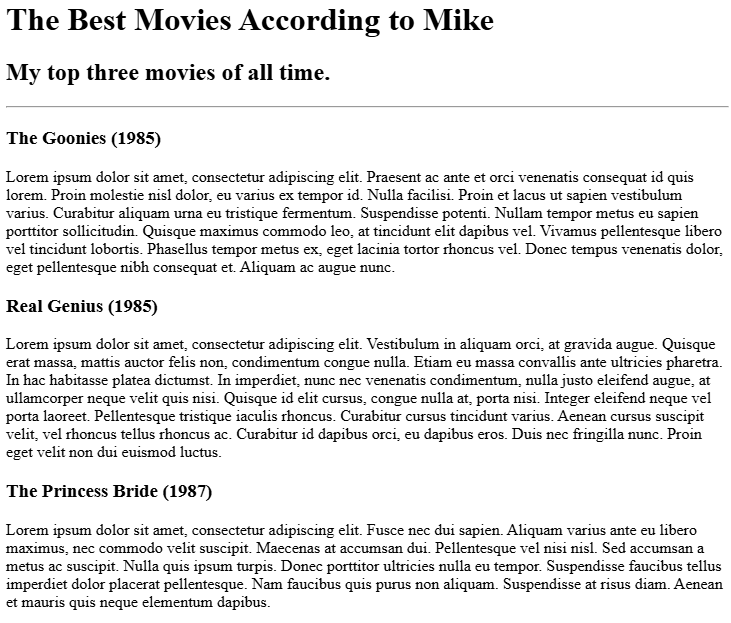 The Best Movies According to Mike
My top three movies of all time.
The Goonies (1985)
Lorem ipsum dolor sit amet, consectetur adipiscing elit. Praesent ac ante et orci venenatis consequat id quis
lorem. Proin molestie nisl dolor, eu varius ex tempor id. Nulla facilisi. Proin et lacus ut sapien vestibulum
varius. Curabitur aliquam urna eu tristique fermentum. Suspendisse potenti. Nullam tempor metus eu sapien
porttitor sollicitudin. Quisque maximus commodo leo, at tincidunt elit dapibus vel. Vivamus pellentesque libero
vel tincidunt lobortis. Phasellus tempor metus ex, eget lacinia tortor rhoncus vel. Donec tempus venenatis dolor,
eget pellentesque nibh consequat et. Aliquam ac augue nunc.
Real Genius (1985)
Lorem ipsum dolor sit amet, consectetur adipiscing elit. Vestibulum in aliquam orci, at gravida augue. Quisque
erat massa, mattis auctor felis non, condimentum congue nulla. Etiam eu massa convallis ante ultricies pharetra.
In hac habitasse platea dictumst. In imperdiet, nunc nec venenatis condimentum, nulla justo eleifend augue, at
ullamcorper neque velit quis nisi. Quisque id elit cursus, congue nulla at, porta nisi. Integer eleifend neque vel
porta laoreet. Pellentesque tristique iaculis rhoncus. Curabitur cursus tincidunt varius. Aenean cursus suscipit
velit, vel rhoncus tellus rhoncus ac. Curabitur id dapibus orci, eu dapibus eros. Duis nec fringilla nunc. Proin
eget velit non dui euismod luctus.
The Princess Bride (1987)
Lorem ipsum dolor sit amet, consectetur adipiscing elit. Fusce nec dui sapien. Aliquam varius ante eu libero
maximus, nec commodo velit suscipit. Maecenas at accumsan dui. Pellentesque vel nisi nisl. Sed accumsan a
metus ac suscipit. Nulla quis ipsum turpis. Donec porttitor ultricies nulla eu tempor. Suspendisse faucibus tellus
imperdiet dolor placerat pellentesque. Nam faucibus quis purus non aliquam. Suspendisse at risus diam. Aenean
et mauris quis neque elementum dapibus.